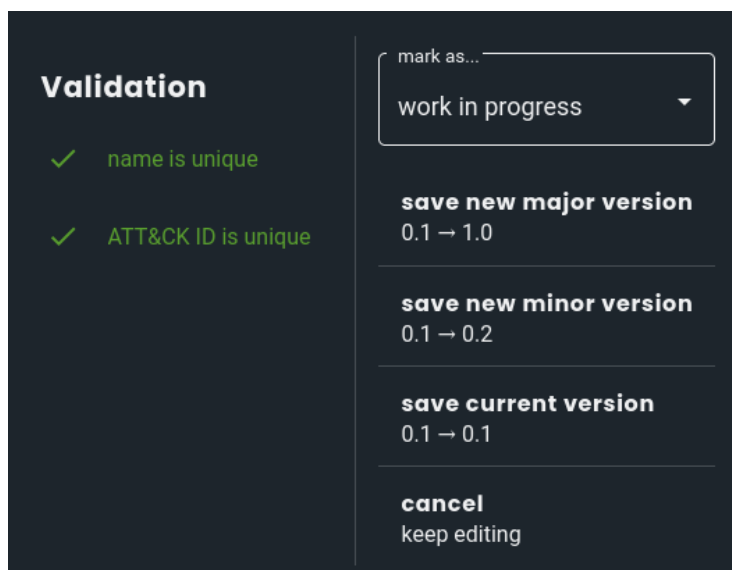 Validation
name is unique
ATT&CK ID is unique
mark as...
work in progress
save new major version
0.1 → 1.0
save new minor version
0.1 → 0.2
save current version
0.1 → 0.1
cancel
keep editing